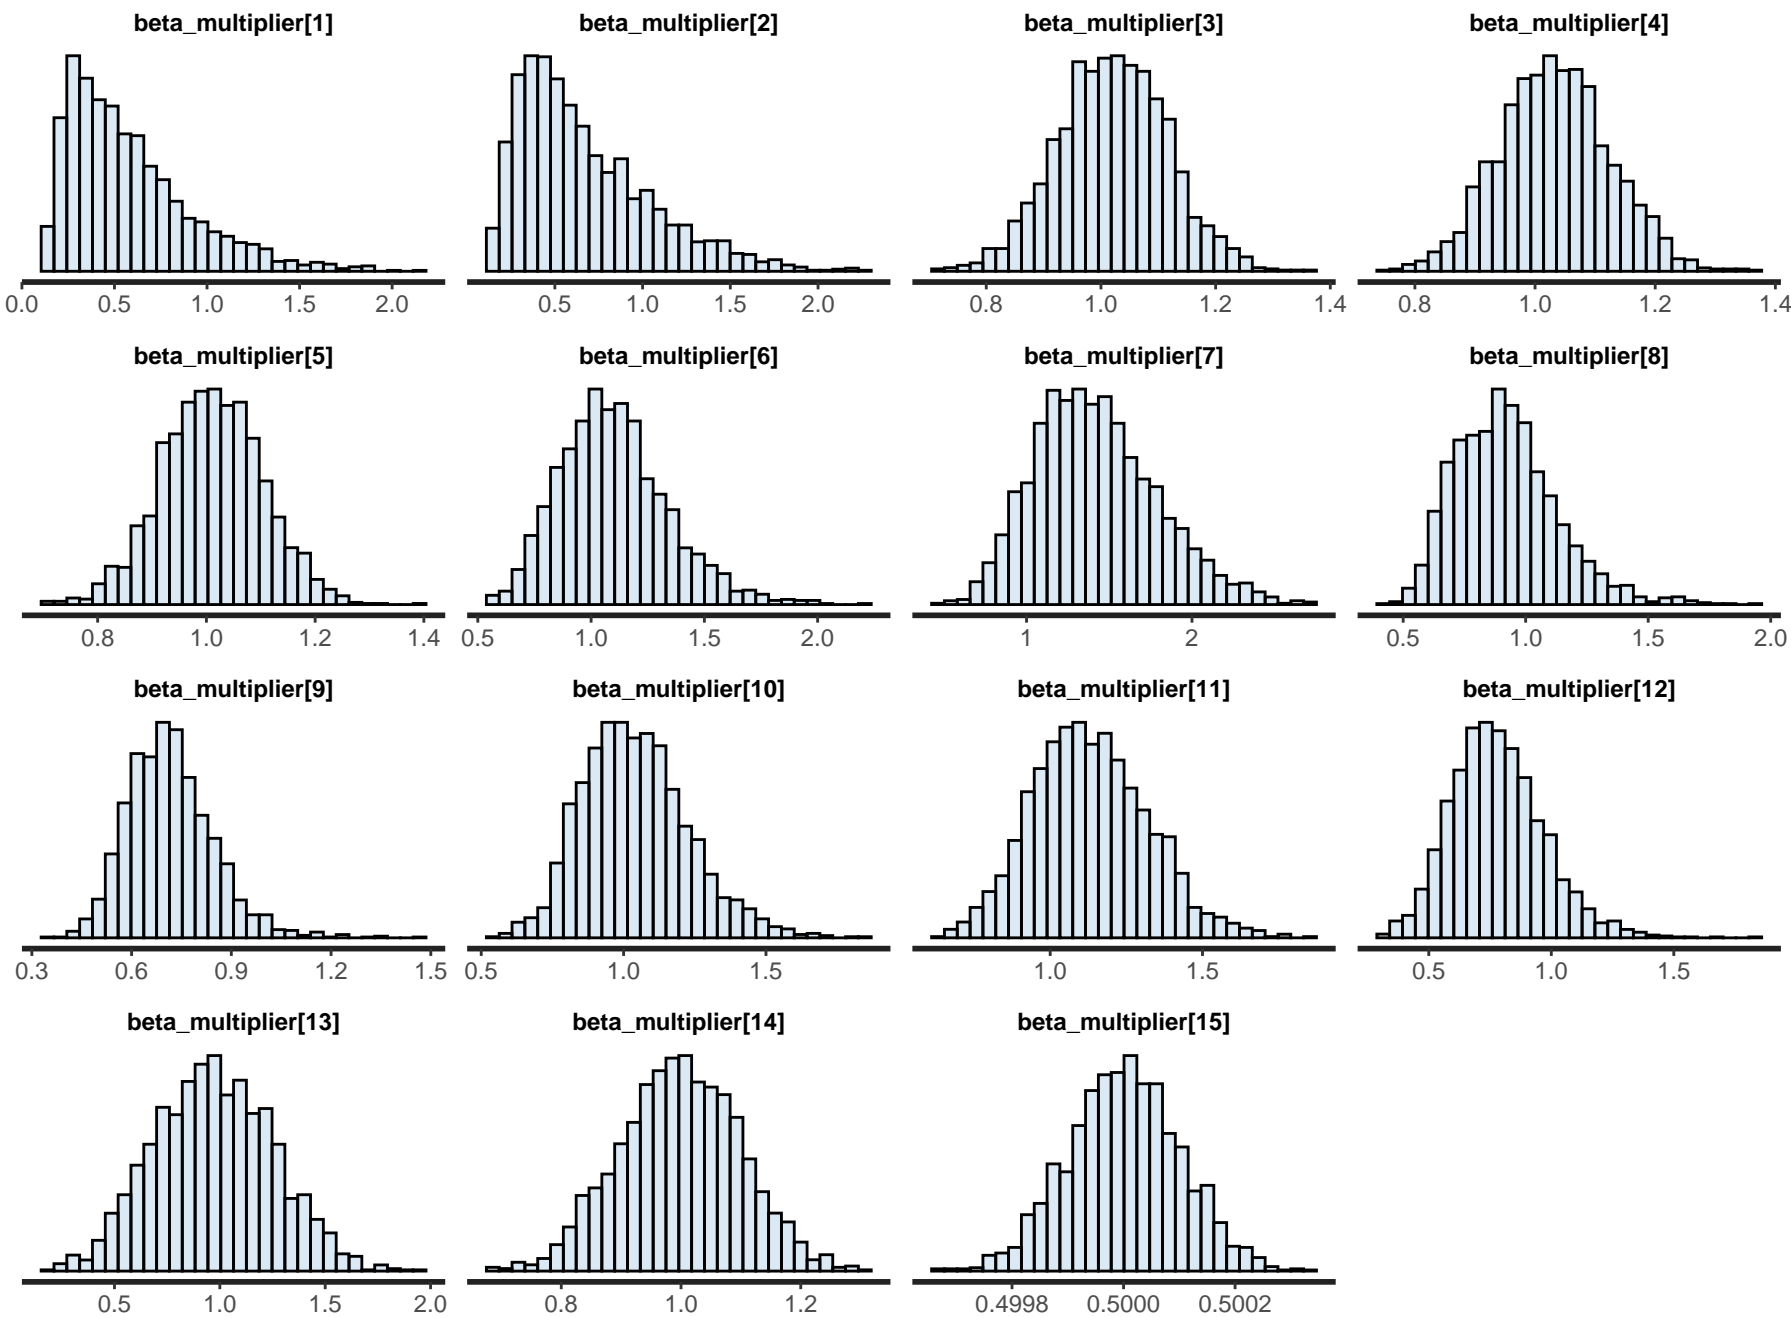 beta_multiplier[1] beta_multiplier[2] beta_multiplier[3] beta_multiplier[4]
0.0 0.5 1.0 1.5 2.0 0.5 1.0 1.5 2.0 0.8 1.0 1.2 1.4 0.8 1.0 1.2 1.4
beta_multiplier[5] beta_multiplier[6] beta_multiplier[7] beta_multiplier[8]
0.8 1.0 1.2 1.4 0.5 1.0 1.5 2.0 1 2 0.5 1.0 1.5 2.0
beta_multiplier[9] beta_multiplier[10] beta_multiplier[11] beta_multiplier[12]
0.3 0.6 0.9 1.2 1.5 0.5 1.0 1.5 1.0 1.5 0.5 1.0 1.5
beta_multiplier[13] beta_multiplier[14] beta_multiplier[15]
0.5 1.0 1.5 2.0 0.8 1.0 1.2 0.4998 0.5000 0.5002